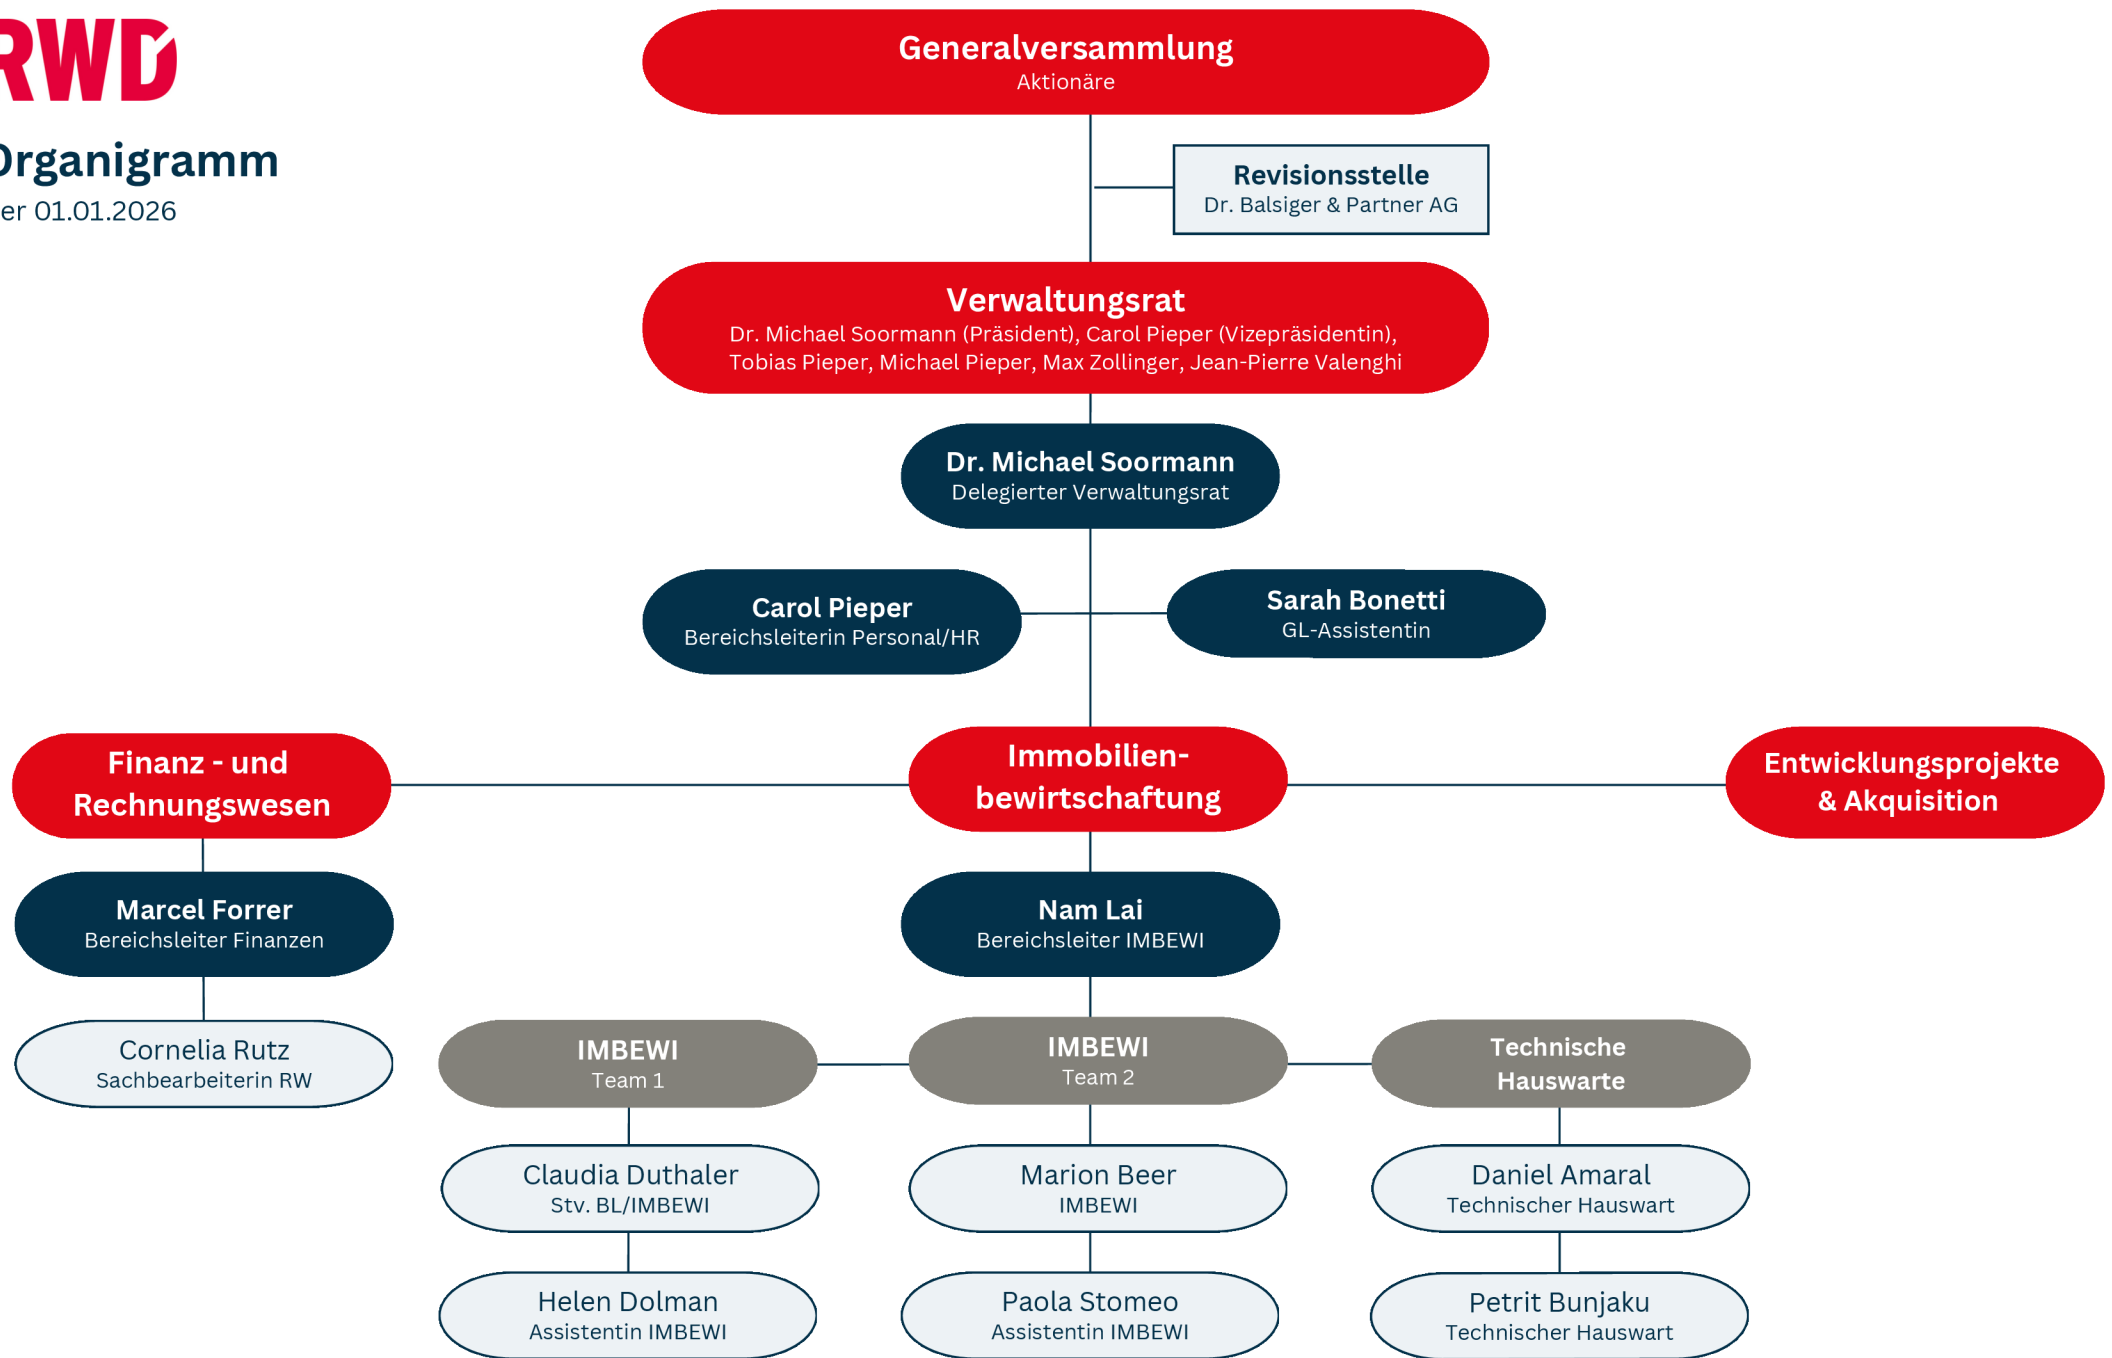 RWD
Organigramm
er 01.01.2026
Generalversammlung
Aktionäre
Revisionsstelle
Dr. Balsiger & Partner AG
Verwaltungsrat
Dr. Michael Soormann (Präsident), Carol Pieper (Vizepräsidentin),
Tobias Pieper, Michael Pieper, Max Zollinger, Jean-Pierre Valenghi
Dr. Michael Soormann
Delegierter Verwaltungsrat
Carol Pieper
Bereichsleiterin Personal/HR
Sarah Bonetti
GL-Assistentin
Finanz - und
Rechnungswesen
Immobilien-
bewirtschaftung
Entwicklungsprojekte
& Akquisition
Marcel Forrer
Bereichsleiter Finanzen
Nam Lai
Bereichsleiter IMBEWI
Cornelia Rutz
Sachbearbeiterin RW
IMBEWI
Team 1
IMBEWI
Team 2
Technische
Hauswarte
Claudia Duthaler
Stv. BL/IMBEWI
Marion Beer
IMBEWI
Daniel Amaral
Technischer Hauswart
Helen Dolman
Assistentin IMBEWI
Paola Stomeo
Assistentin IMBEWI
Petrit Bunjaku
Technischer Hauswart